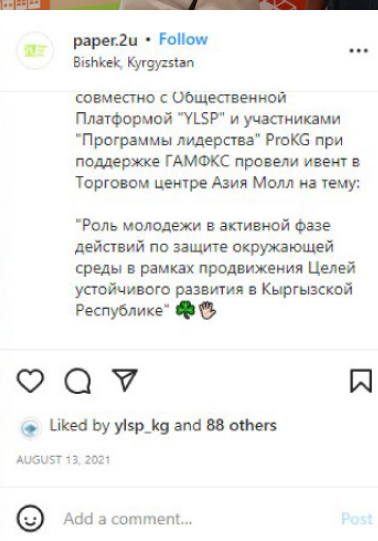 paper.2u • Follow
Bishkek, Kyrgyzstan
совместно с Общественной
Платформой "YLSP" и участниками
"Программы лидерства" ProKG при
поддержке ГАМФКС провели ивент в
Торговом центре Азия Молл на тему:
"Роль молодежи в активной фазе
действий по защите окружающей
среды в рамках продвижения Целей
устойчивого развития в Кыргызской
Республике" ☘️🖐🏻
Liked by ylsp_kg and 88 others
AUGUST 13, 2021
Add a comment...
Post